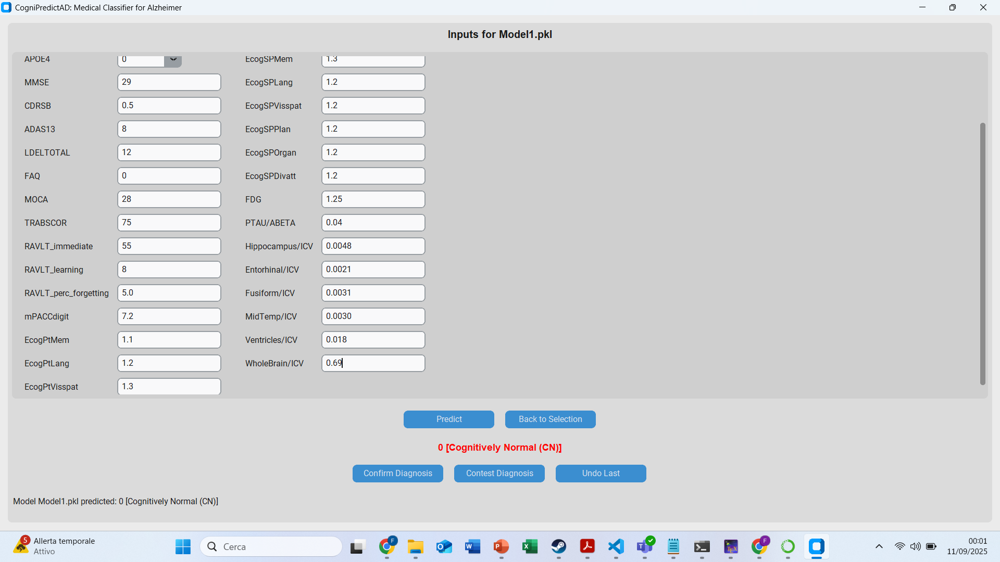 CogniPredictAD: Medical Classifier for Alzheimer
Inputs for Model1.pkl
APOE4 0 EcogSPMem 1.3
MMSE 29 EcogSPLang 1.2
CDRSB 0.5 EcogSPVisspat 1.2
ADAS13 8 EcogSPPlan 1.2
LDELTOTAL 12 EcogSPOrgan 1.2
FAQ 0 EcogSPDivatt 1.2
MOCA 28 FDG 1.25
TRABSCOR 75 PTAU/ABETA 0.04
RAVLT_immediate 55 Hippocampus/ICV 0.0048
RAVLT_learning 8 Entorhinal/ICV 0.0021
RAVLT_perc_forgetting 5.0 Fusiform/ICV 0.0031
mPACCdigit 7.2 MidTemp/ICV 0.0030
EcogPtMem 1.1 Ventricles/ICV 0.018
EcogPtLang 1.2 WholeBrain/ICV 0.69
EcogPtVisspat 1.3
Predict Back to Selection
0 [Cognitively Normal (CN)]
Confirm Diagnosis Contest Diagnosis Undo Last
Model Model1.pkl predicted: 0 [Cognitively Normal (CN)]
5 Allerta temporale
Attivo
Cerca
F
O
W
P
X
T
TEX
F
00:01
11/09/2025